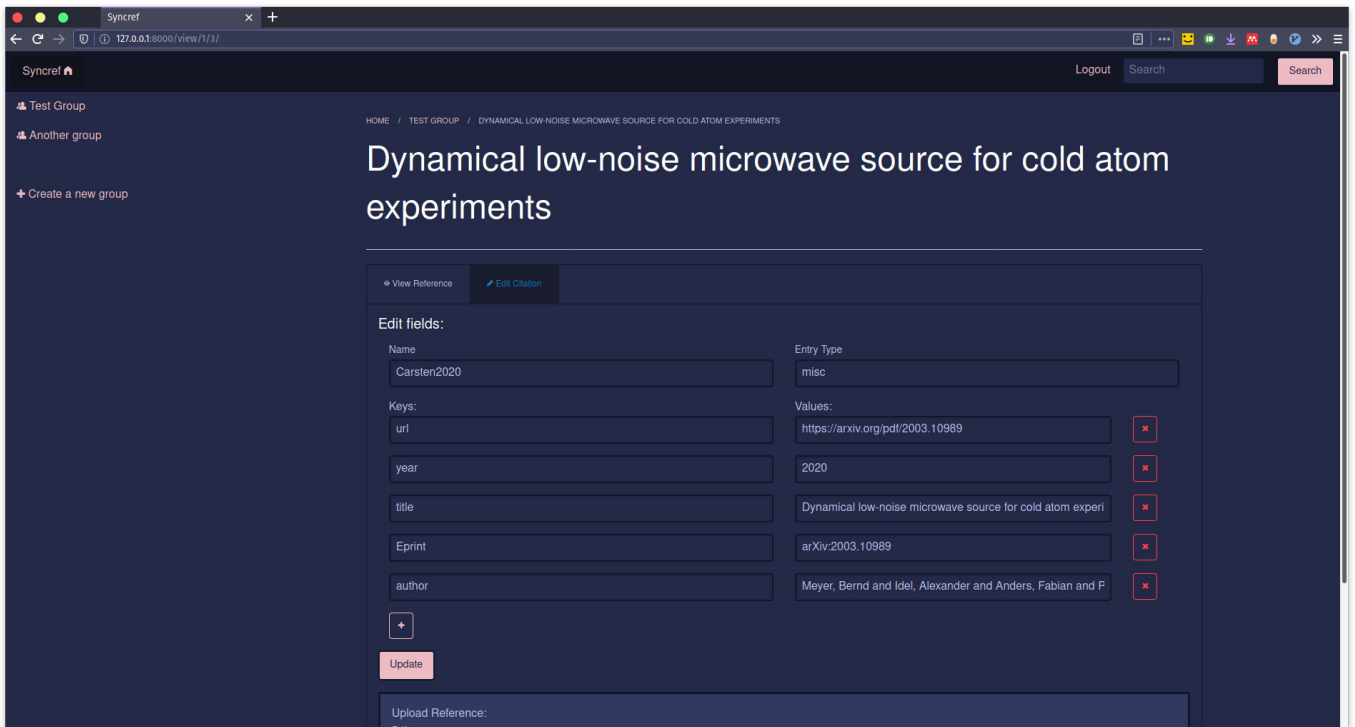 Syncref
127.0.0.1:8000/view/1/3/
Syncref
Logout
Search
Search
Test Group
Another group
Create a new group
HOME / TEST GROUP / DYNAMICAL LOW-NOISE MICROWAVE SOURCE FOR COLD ATOM EXPERIMENTS
Dynamical low-noise microwave source for cold atom
experiments
View Reference
Edit Citation
Edit fields:
Name
Entry Type
Carsten2020
misc
Keys:
Values:
url
https://arxiv.org/pdf/2003.10989
year
2020
title
Dynamical low-noise microwave source for cold atom experi
Eprint
arXiv:2003.10989
author
Meyer, Bernd and Idel, Alexander and Anders, Fabian and P
+
Update
Upload Reference: